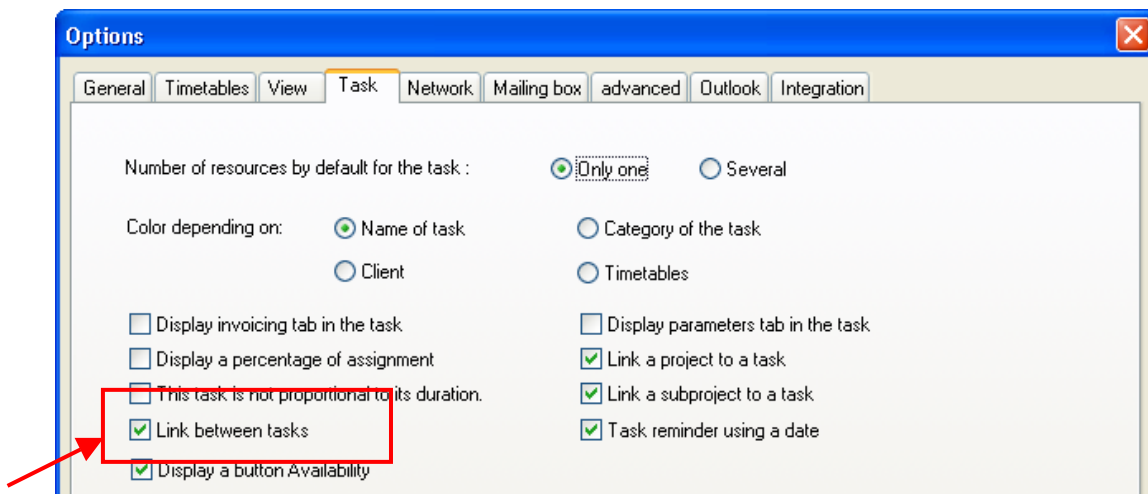 Options
General Timetables View Task Network Mailing box advanced Outlook Integration
Number of resources by default for the task : Only one Several
Color depending on: Name of task Category of the task
Client Timetables
Display invoicing tab in the task Display parameters tab in the task
Display a percentage of assignment Link a project to a task
This task is not proportional to its duration. Link a subproject to a task
Link between tasks Task reminder using a date
Display a button Availability